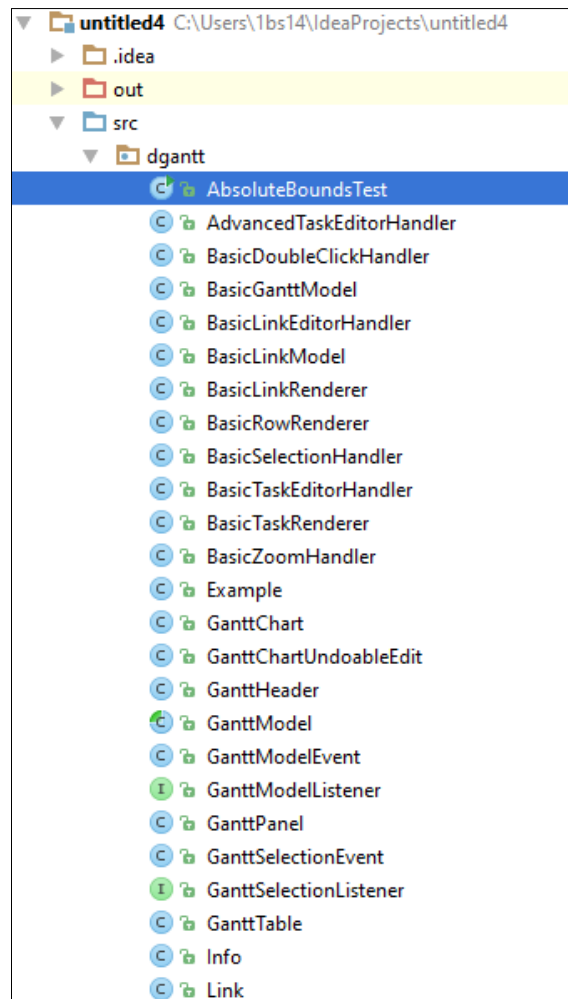 untitled4 C:\Users\1bs14\IdeaProjects\untitled4
.idea
out
src
dgantt
AbsoluteBoundsTest
AdvancedTaskEditorHandler
BasicDoubleClickHandler
BasicGanttModel
BasicLinkEditorHandler
BasicLinkModel
BasicLinkRenderer
BasicRowRenderer
BasicSelectionHandler
BasicTaskEditorHandler
BasicTaskRenderer
BasicZoomHandler
Example
GanttChart
GanttChartUndoableEdit
GanttHeader
GanttModel
GanttModelEvent
GanttModelListener
GanttPanel
GanttSelectionEvent
GanttSelectionListener
GanttTable
Info
Link